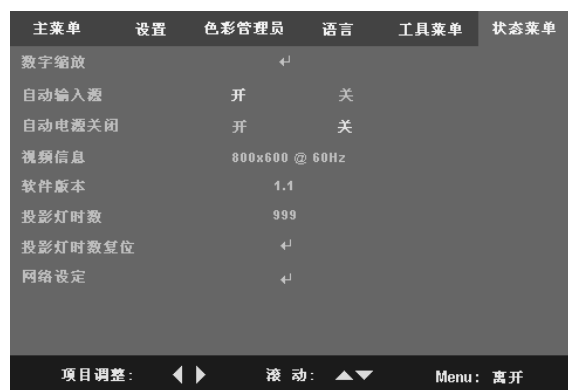 主菜单 设置 色彩管理员 语言 工具菜单 状态菜单
数字缩放 ↵
自动输入源 开 关
自动电源关闭 开 关
视频信息 800x600 @ 60Hz
软件版本 1.1
投影灯时数 999
投影灯时数复位 ↵
网络设定 ↵
项目调整: ◀ ▶ 滚 动: ▲▼ Menu: 离开